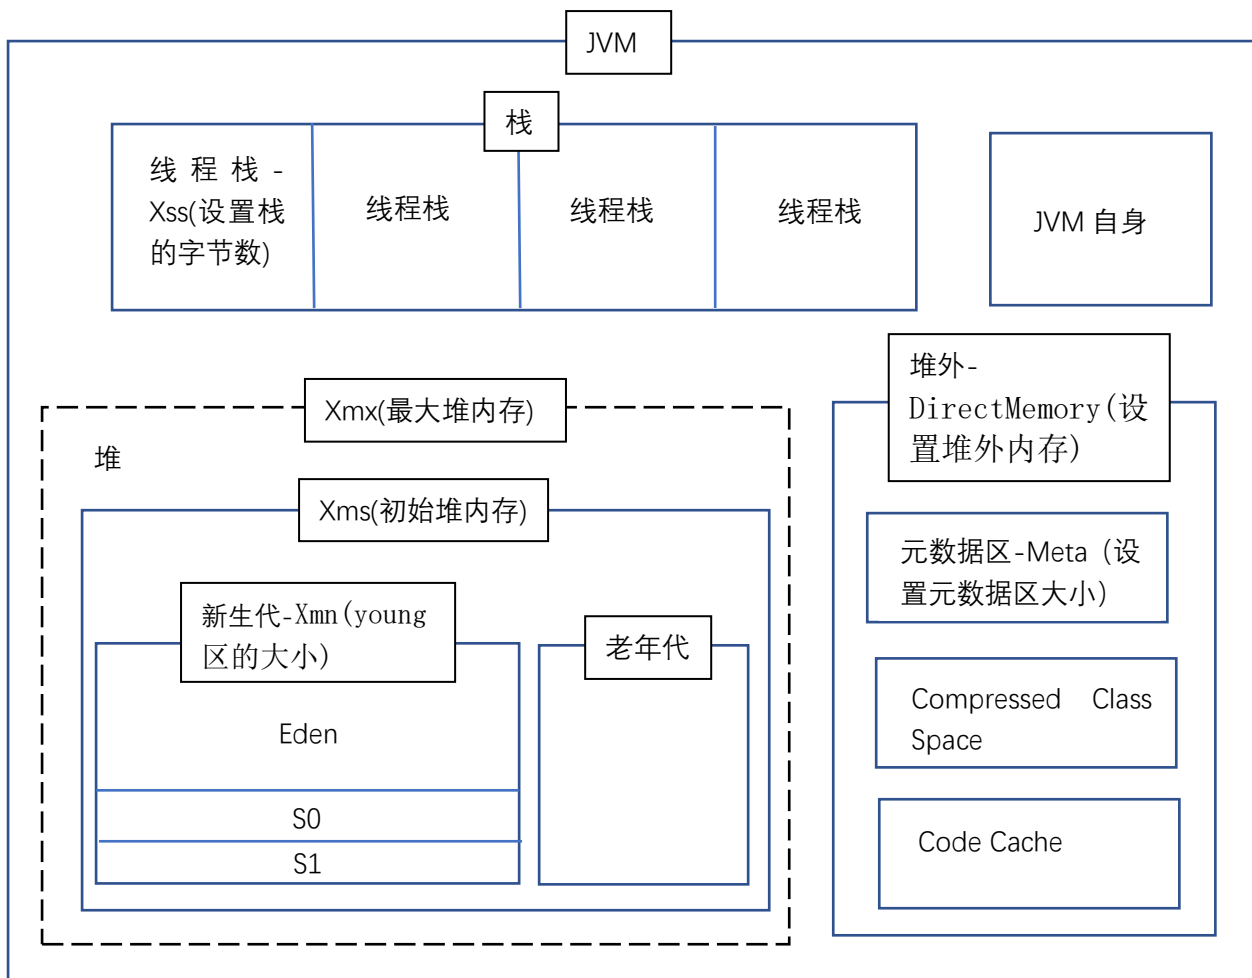 JVM
栈
线 程 栈 -
Xss(设置栈
的字节数)
线程栈
线程栈
线程栈
JVM 自身
堆外-
DirectMemory(设
置堆外内存)
Xmx(最大堆内存)
堆
Xms(初始堆内存)
元数据区-Meta（设
置元数据区大小）
新生代-Xmn(young
区的大小)
老年代
Compressed Class
Space
Eden
S0
S1
Code Cache